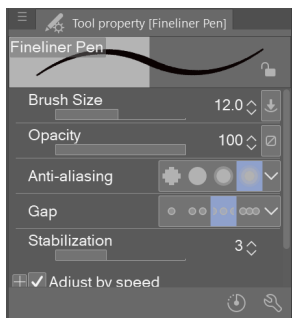 Tool property [Fineliner Pen]
Fineliner Pen
Brush Size 12.0
Opacity 100
Anti-aliasing
Gap
Stabilization 3
Adjust by speed